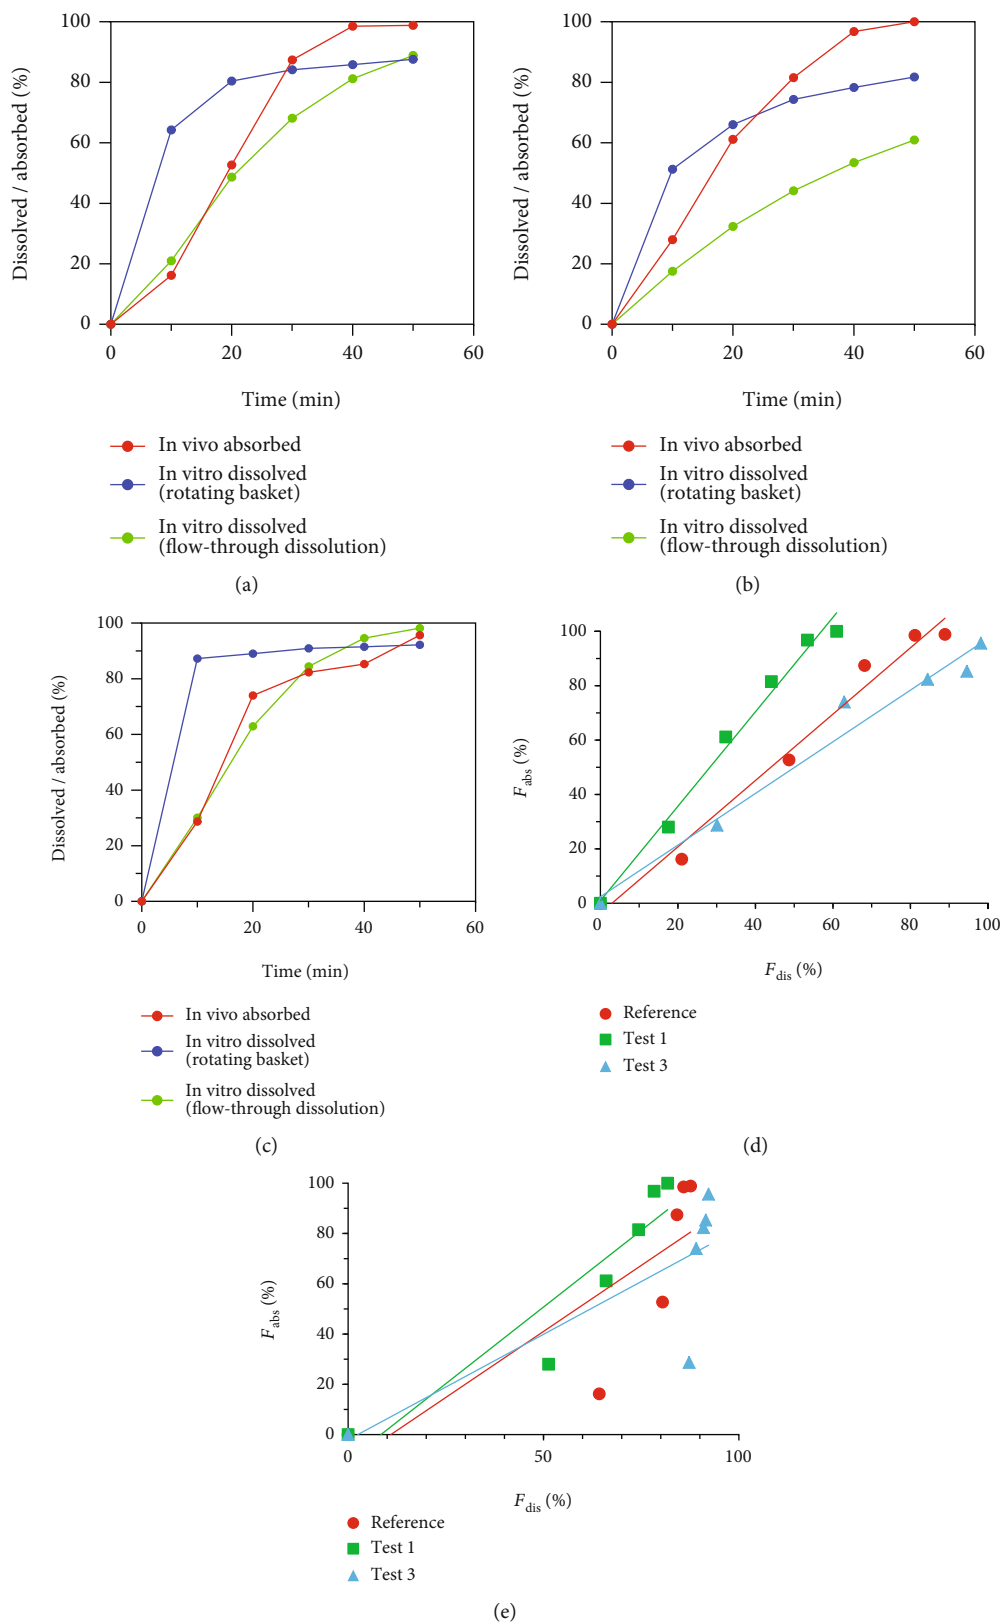 100
80
60
40
20
0
Dissolved / absorbed (%)
0
20
40
60
Time (min)
In vivo absorbed
In vitro dissolved
(rotating basket)
In vitro dissolved
(flow-through dissolution)
(a)
100
80
60
40
20
0
Dissolved / absorbed (%)
0
20
40
60
Time (min)
In vivo absorbed
In vitro dissolved
(rotating basket)
In vitro dissolved
(flow-through dissolution)
(b)
100
80
60
40
20
0
Dissolved / absorbed (%)
0
20
40
60
Time (min)
In vivo absorbed
In vitro dissolved
(rotating basket)
In vitro dissolved
(flow-through dissolution)
(c)
100
80
60
40
20
0
Fabs (%)
0
20
40
60
80
100
Fdis (%)
Reference
Test 1
Test 3
(d)
100
80
60
40
20
0
Fabs (%)
0
50
100
Fdis (%)
Reference
Test 1
Test 3
(e)